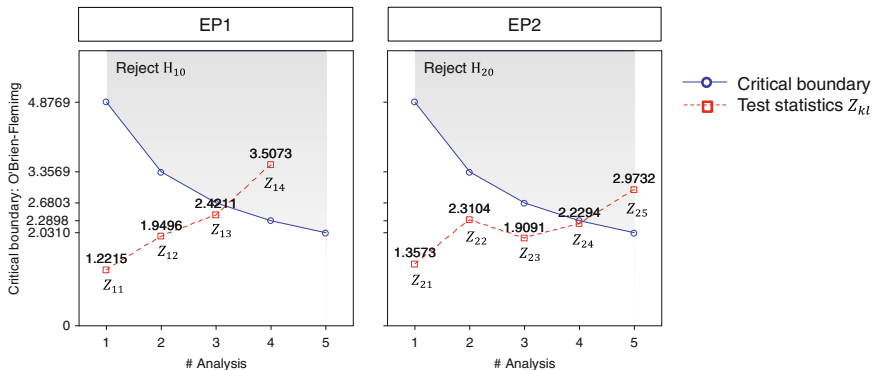 EP1
EP2
Critical boundary: O'Brien-Fleming
4.8769
3.3569
2.6803
2.2898
2.0310
0
Reject H₁₀
1.2215
Z₁₁
1.9496
Z₁₂
2.4211
Z₁₃
3.5073
Z₁₄
1 2 3 4 5
# Analysis
Reject H₂₀
1.3573
Z₂₁
2.3104
Z₂₂
1.9091
Z₂₃
2.2294
Z₂₄
2.9732
Z₂₅
1 2 3 4 5
# Analysis
Critical boundary
Test statistics Zₖₗ